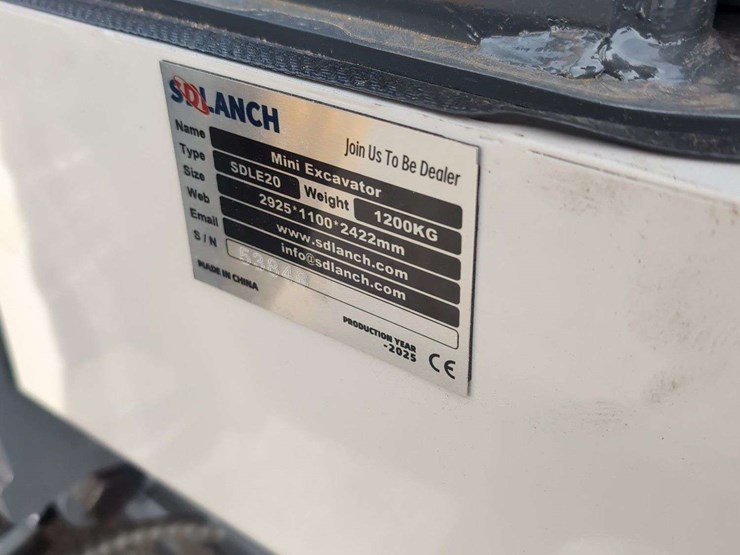 SDLANCH
Join Us To Be Dealer
Name Mini Excavator
Type SDLE20 Weight 1200KG
Size 2925*1100*2422mm
Web www.sdlanch.com
Email info@sdlanch.com
S / N
MADE IN CHINA
PRODUCTION YEAR
-2025
CE